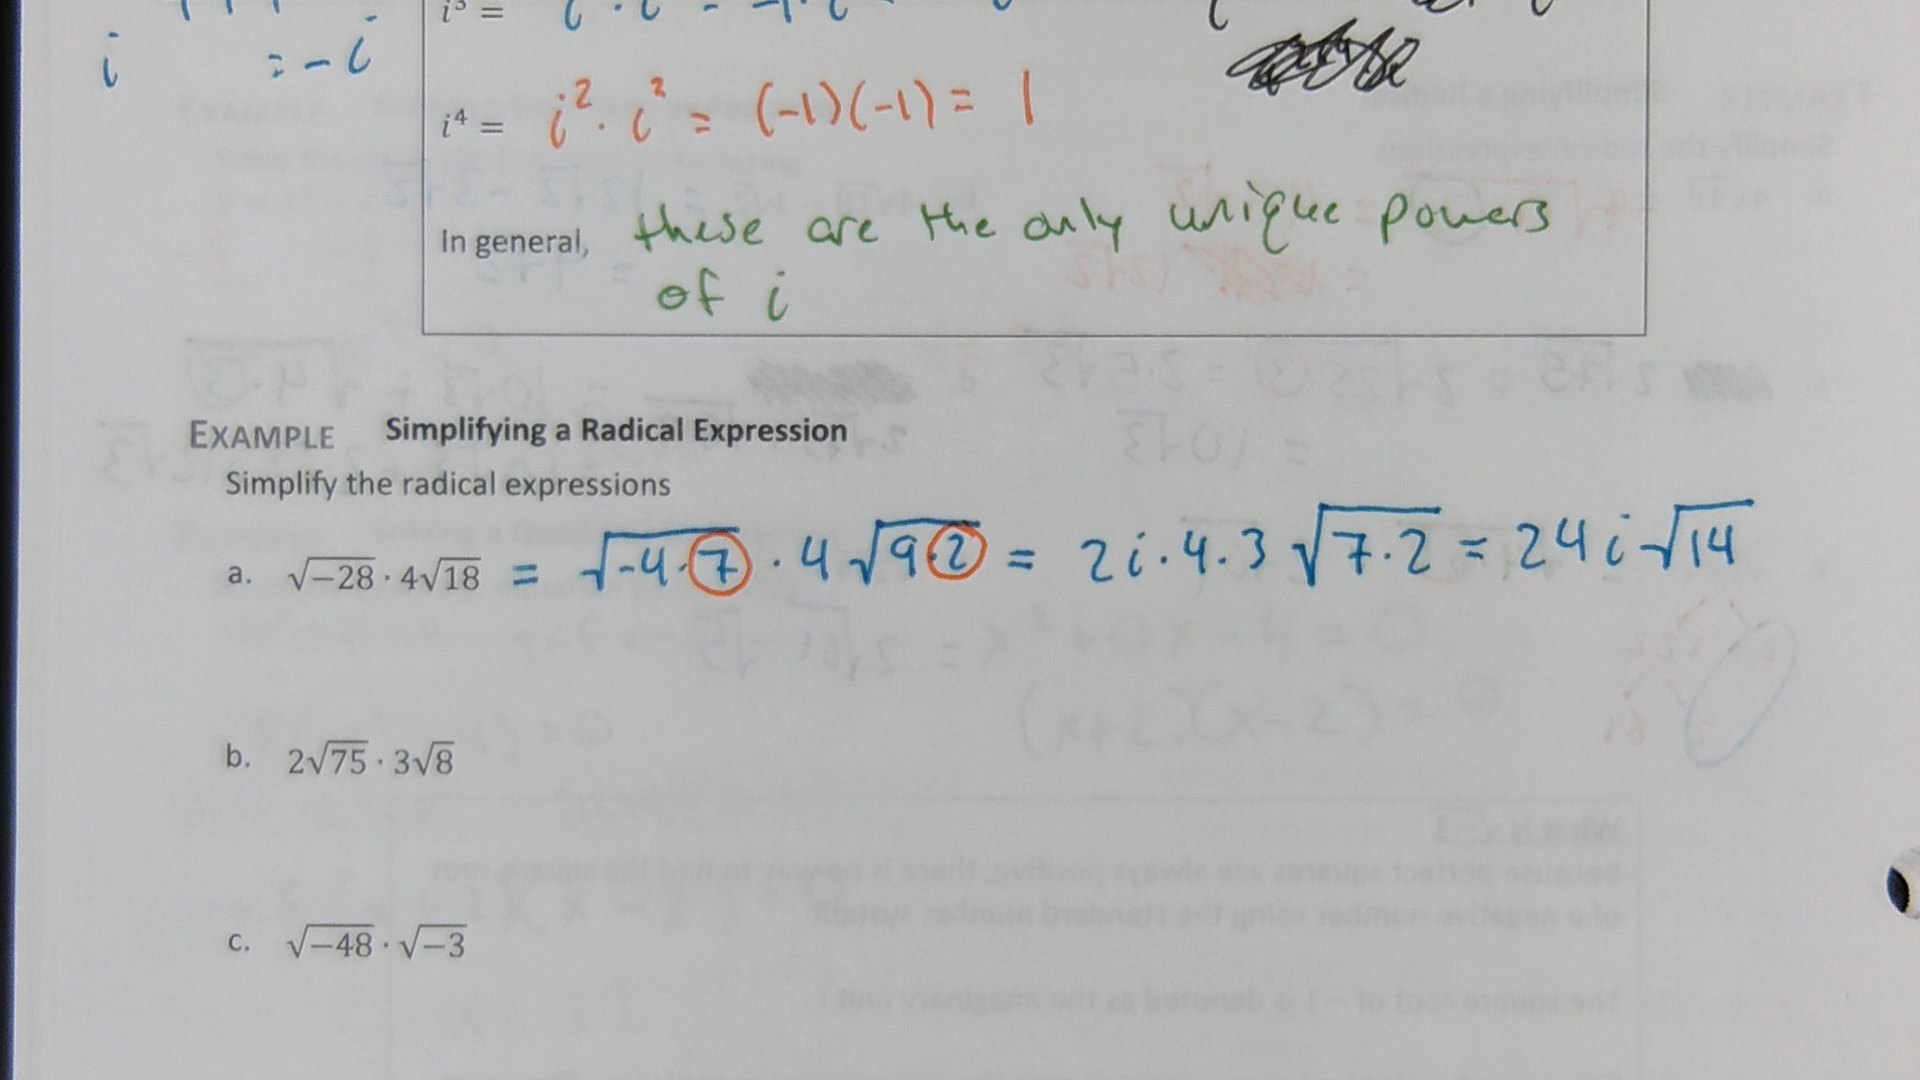 i = -i
i³ =
i⁴ = i² · i² = (-1)(-1) = 1
In general, these are the only unique powers
of i
EXAMPLE Simplifying a Radical Expression
Simplify the radical expressions
a. √-28 · 4√18 = √-4·7 · 4√9·2 = 2i·4·3√7·2 = 24i√14
b. 2√75 · 3√8
c. √-48 · √-3